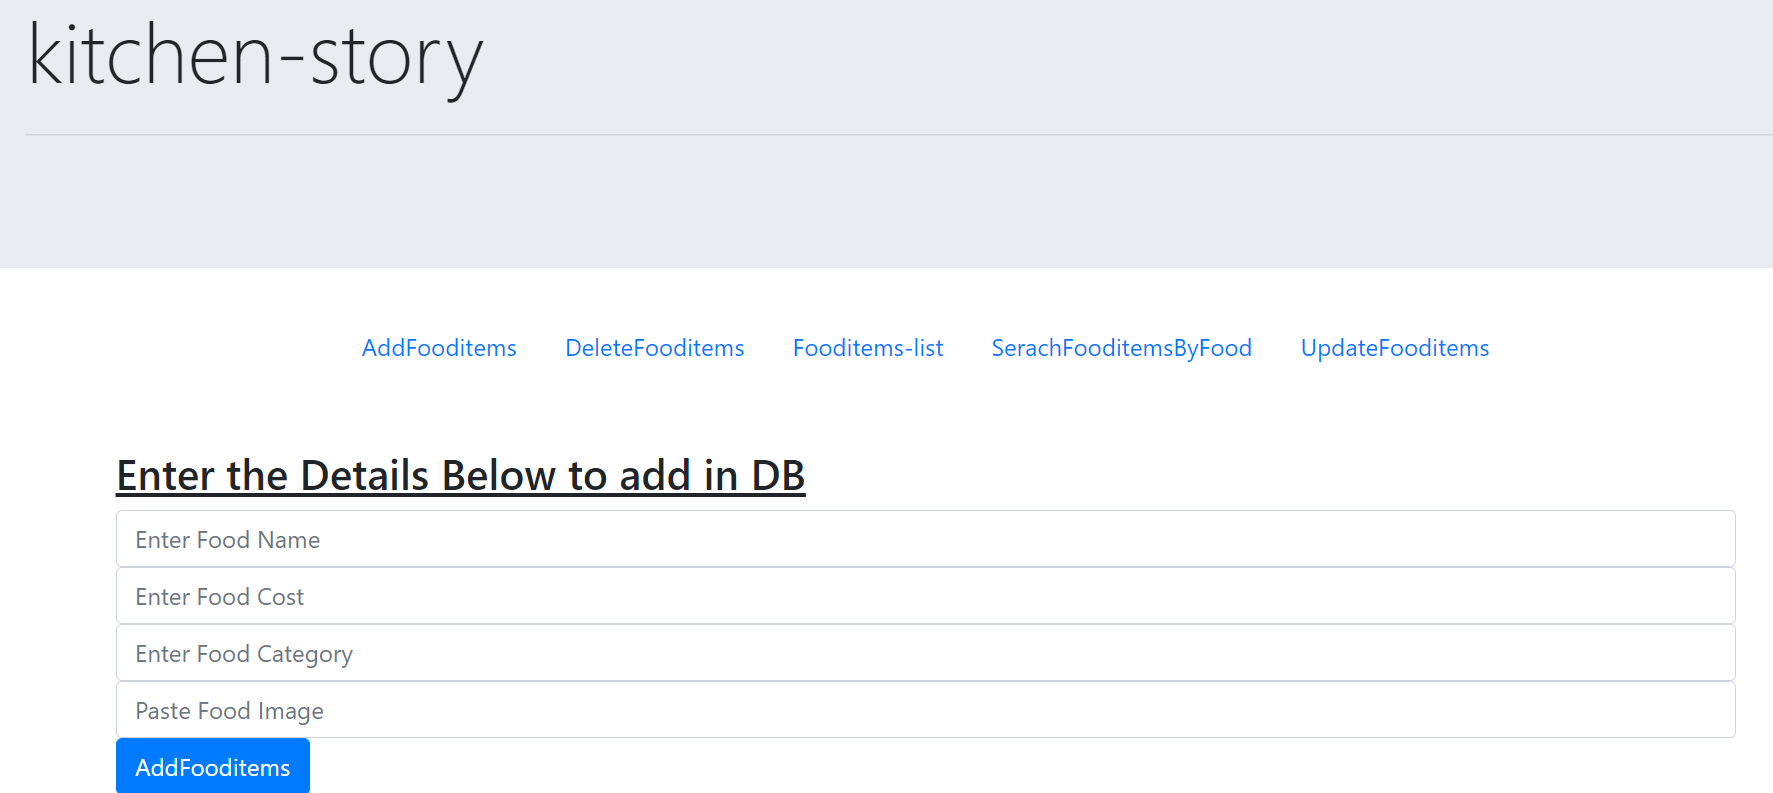 kitchen-story
AddFooditems DeleteFooditems Fooditems-list SerachFooditemsByFood UpdateFooditems
Enter the Details Below to add in DB
Enter Food Name
Enter Food Cost
Enter Food Category
Paste Food Image
AddFooditems